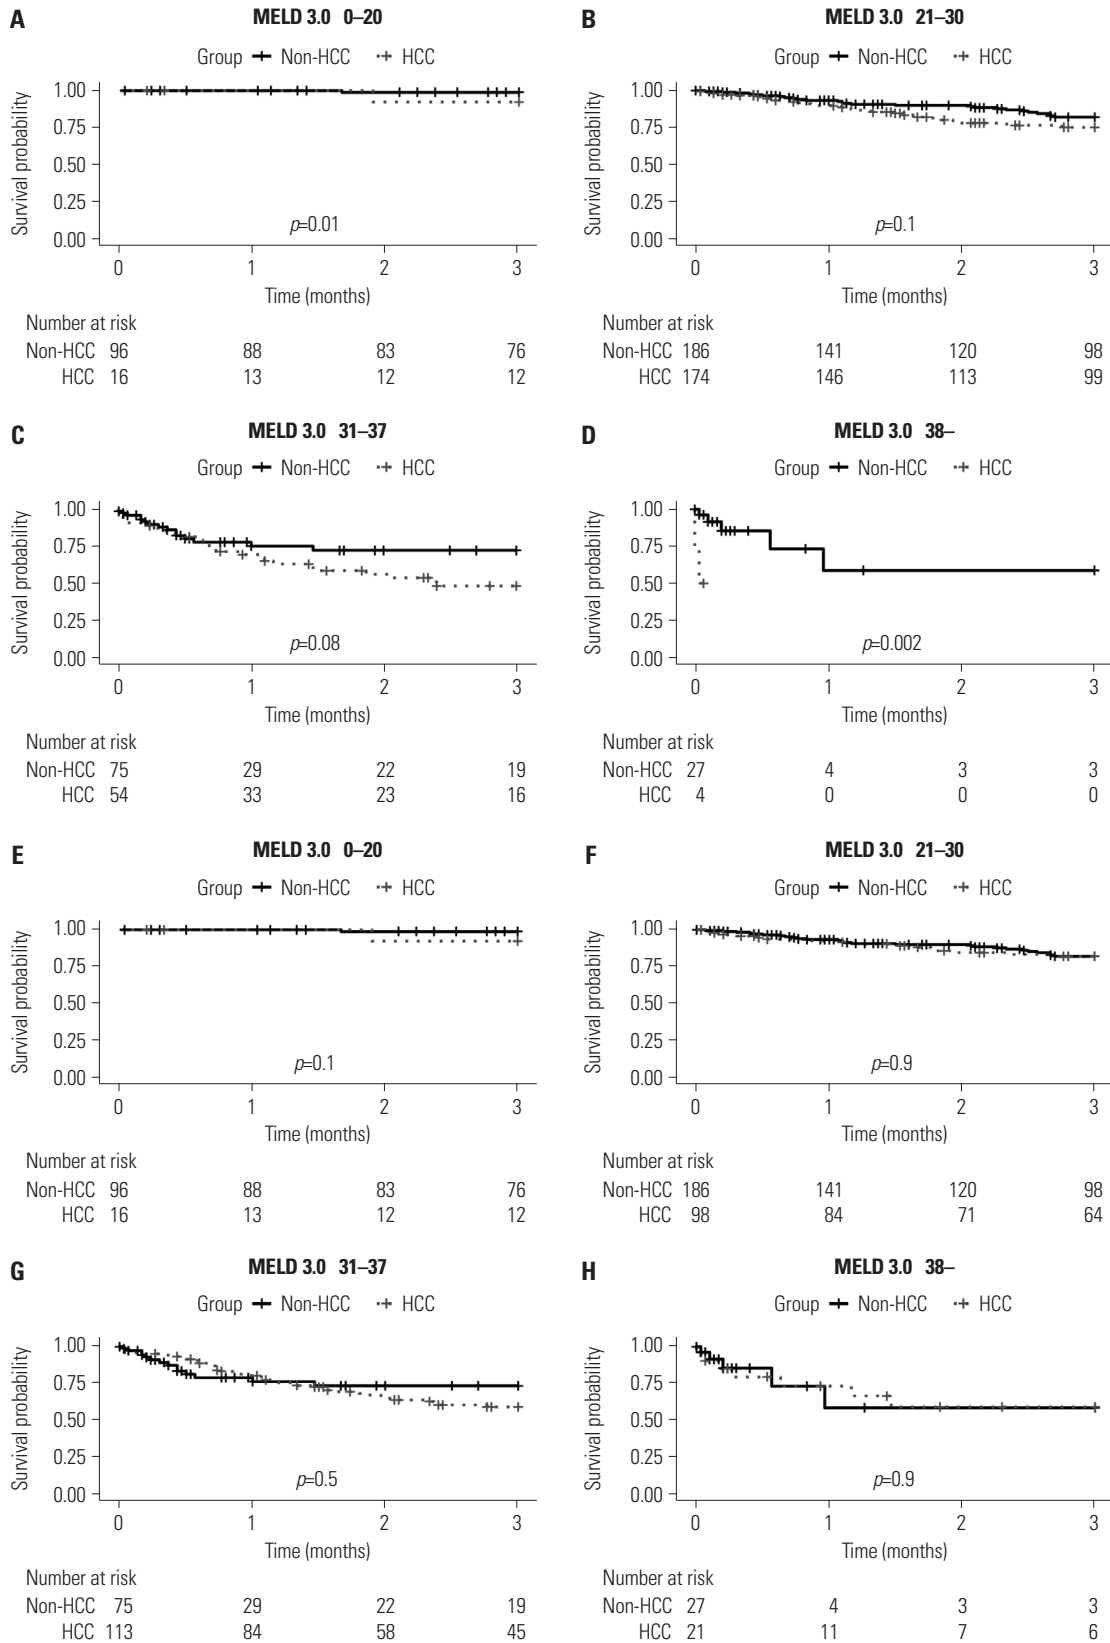 A MELD 3.0 0–20
Group Non-HCC HCC
Survival probability
1.00
0.75
0.50
0.25
0.00
p=0.01
0 1 2 3
Time (months)
Number at risk
Non-HCC 96 88 83 76
HCC 16 13 12 12
B MELD 3.0 21–30
Group Non-HCC HCC
Survival probability
1.00
0.75
0.50
0.25
0.00
p=0.1
0 1 2 3
Time (months)
Number at risk
Non-HCC 186 141 120 98
HCC 174 146 113 99
C MELD 3.0 31–37
Group Non-HCC HCC
Survival probability
1.00
0.75
0.50
0.25
0.00
p=0.08
0 1 2 3
Time (months)
Number at risk
Non-HCC 75 29 22 19
HCC 54 33 23 16
D MELD 3.0 38–
Group Non-HCC HCC
Survival probability
1.00
0.75
0.50
0.25
0.00
p=0.002
0 1 2 3
Time (months)
Number at risk
Non-HCC 27 4 3 3
HCC 4 0 0 0
E MELD 3.0 0–20
Group Non-HCC HCC
Survival probability
1.00
0.75
0.50
0.25
0.00
p=0.1
0 1 2 3
Time (months)
Number at risk
Non-HCC 96 88 83 76
HCC 16 13 12 12
F MELD 3.0 21–30
Group Non-HCC HCC
Survival probability
1.00
0.75
0.50
0.25
0.00
p=0.9
0 1 2 3
Time (months)
Number at risk
Non-HCC 186 141 120 98
HCC 98 84 71 64
G MELD 3.0 31–37
Group Non-HCC HCC
Survival probability
1.00
0.75
0.50
0.25
0.00
p=0.5
0 1 2 3
Time (months)
Number at risk
Non-HCC 75 29 22 19
HCC 113 84 58 45
H MELD 3.0 38–
Group Non-HCC HCC
Survival probability
1.00
0.75
0.50
0.25
0.00
p=0.9
0 1 2 3
Time (months)
Number at risk
Non-HCC 27 4 3 3
HCC 21 11 7 6